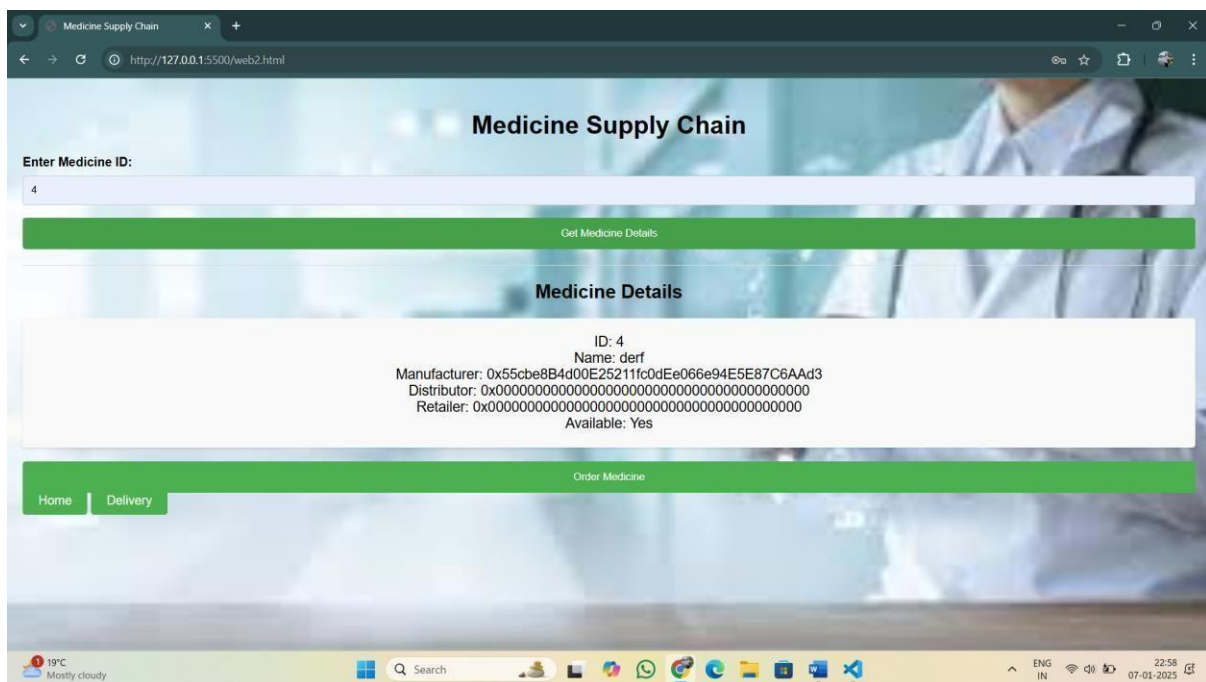 Medicine Supply Chain
http://127.0.0.1:5500/web2.html
Medicine Supply Chain
Enter Medicine ID:
4
Get Medicine Details
Medicine Details
ID: 4
Name: derf
Manufacturer: 0x55cbe8B4d00E25211fc0dEe066e94E5E87C6AAd3
Distributor: 0x0000000000000000000000000000000000000000
Retailer: 0x0000000000000000000000000000000000000000
Available: Yes
Order Medicine
Home Delivery
1
19°C
Mostly cloudy
Search
ENG
IN
22:58
07-01-2025